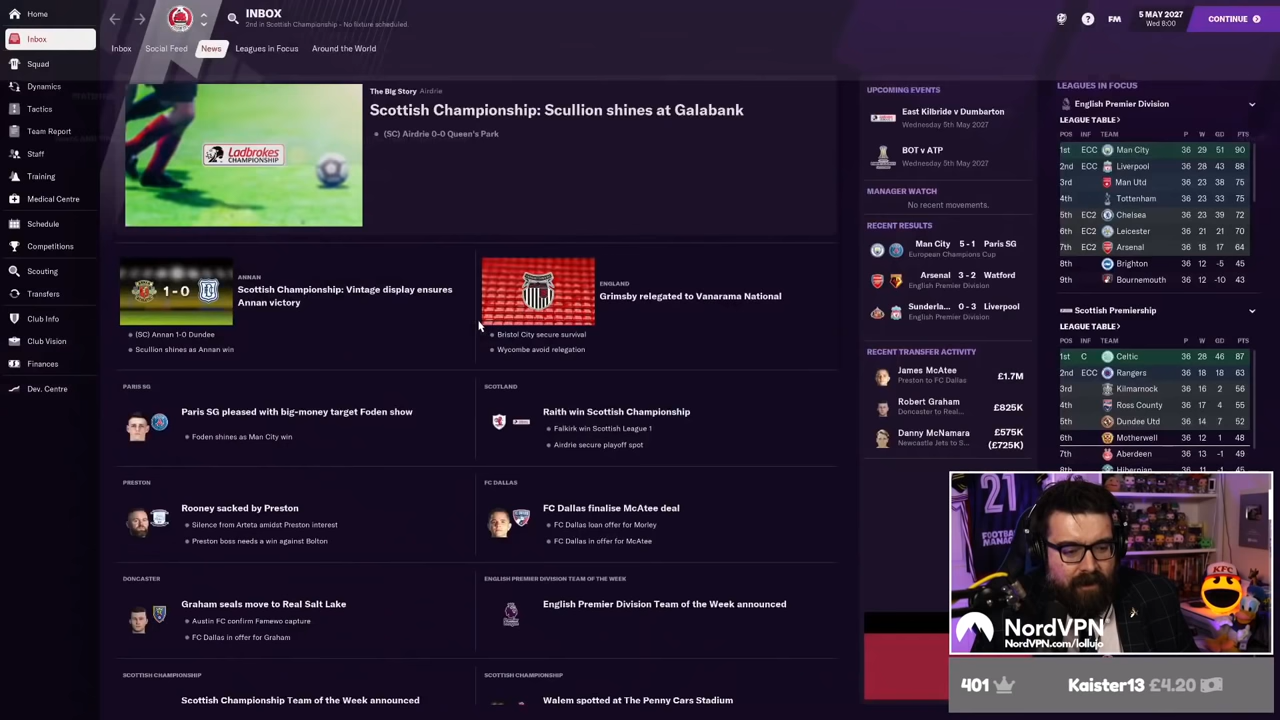 Home
Inbox
Squad
Dynamics
Tactics
Team Report
Staff
Training
Medical Centre
Schedule
Competitions
Scouting
Transfers
Club Info
Club Vision
Finances
Dev. Centre
INBOX
2nd in Scottish Championship - No fixture scheduled.
FM
5 MAY 2027
Wed 8:00
CONTINUE
Inbox Social Feed News Leagues in Focus Around the World
Ladbrokes
CHAMPIONSHIP
The Big Story Airdrie
Scottish Championship: Scullion shines at Galabank
(SC) Airdrie 0-0 Queen's Park
1 - 0
ANNAN
Scottish Championship: Vintage display ensures
Annan victory
(SC) Annan 1-0 Dundee
Scullion shines as Annan win
ENGLAND
Grimsby relegated to Vanarama National
Bristol City secure survival
Wycombe avoid relegation
PARIS SG
Paris SG pleased with big-money target Foden show
Foden shines as Man City win
SCOTLAND
Raith win Scottish Championship
Falkirk win Scottish League 1
Airdrie secure playoff spot
PRESTON
Rooney sacked by Preston
Silence from Arteta amidst Preston interest
Preston boss needs a win against Bolton
FC DALLAS
FC Dallas finalise McAtee deal
FC Dallas loan offer for Morley
FC Dallas in offer for McAtee
DONCASTER
Graham seals move to Real Salt Lake
Austin FC confirm Famewo capture
FC Dallas in offer for Graham
ENGLISH PREMIER DIVISION TEAM OF THE WEEK
English Premier Division Team of the Week announced
SCOTTISH CHAMPIONSHIP
Scottish Championship Team of the Week announced
SCOTTISH CHAMPIONSHIP
Walem spotted at The Penny Cars Stadium
UPCOMING EVENTS
East Kilbride v Dumbarton
Wednesday 5th May 2027
BOT v ATP
Wednesday 5th May 2027
MANAGER WATCH
No recent movements.
RECENT RESULTS
Man City 5 - 1 Paris SG
European Champions Cup
Arsenal 3 - 2 Watford
English Premier Division
Sunderla... 0 - 3 Liverpool
English Premier Division
RECENT TRANSFER ACTIVITY
James McAtee
Preston to FC Dallas
£1.7M
Robert Graham
Doncaster to Real...
£825K
Danny McNamara
Newcastle Jets to S...
£575K
(£725K)
LEAGUES IN FOCUS
English Premier Division
LEAGUE TABLE>
POS INF TEAM P W GD PTS
1st ECC Man City 36 29 51 90
2nd ECC Liverpool 36 28 43 88
3rd Man Utd 36 23 38 75
4th Tottenham 36 23 33 75
5th EC2 Chelsea 36 23 39 72
6th EC2 Leicester 36 21 21 70
7th EC2 Arsenal 36 18 17 64
8th Brighton 36 12 -5 45
9th Bournemouth 36 12 -10 43
Scottish Premiership
LEAGUE TABLE>
POS INF TEAM P W GD PTS
1st C Celtic 36 28 46 87
2nd ECC Rangers 36 18 18 63
3rd Kilmarnock 36 16 2 56
4th Ross County 36 17 4 55
5th Dundee Utd 36 14 7 52
6th Motherwell 36 12 1 48
7th Aberdeen 36 13 -1 49
8th Hibernian 36 11 -1 45
FOOTBALL
MANAGER
21
KFC
NordVPN
NordVPN.com/lollujo
401 Kaister13 £4.20